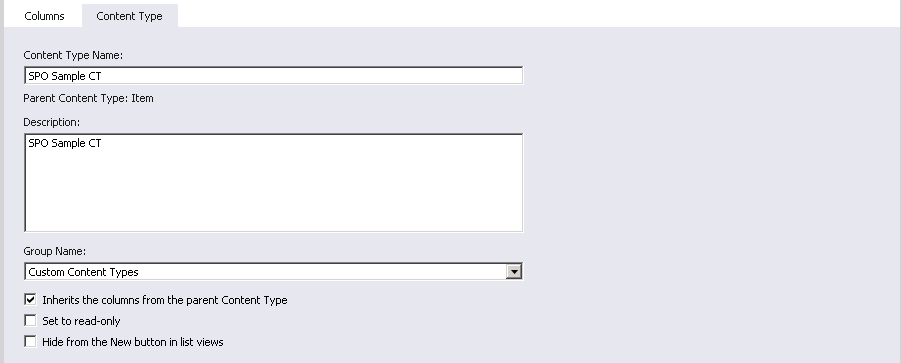 Columns Content Type
Content Type Name:
SPO Sample CT
Parent Content Type: Item
Description:
SPO Sample CT
Group Name:
Custom Content Types
Inherits the columns from the parent Content Type
Set to read-only
Hide from the New button in list views